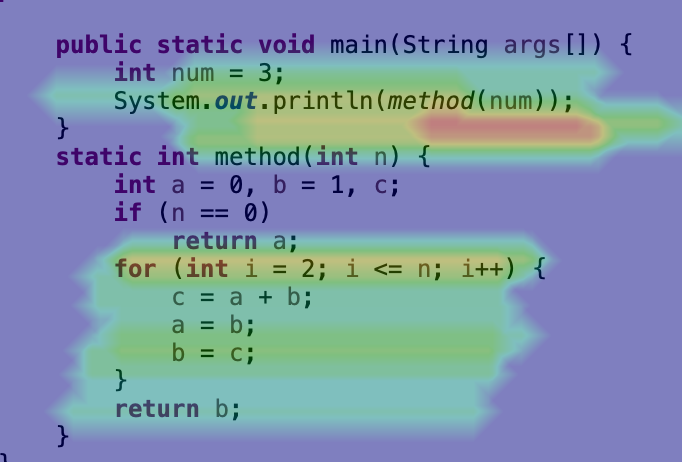 public static void main(String args[]) {
int num = 3;
System.out.println(method(num));
}
static int method(int n) {
int a = 0, b = 1, c;
if (n == 0)
return a;
for (int i = 2; i <= n; i++) {
c = a + b;
a = b;
b = c;
}
return b;
}
}